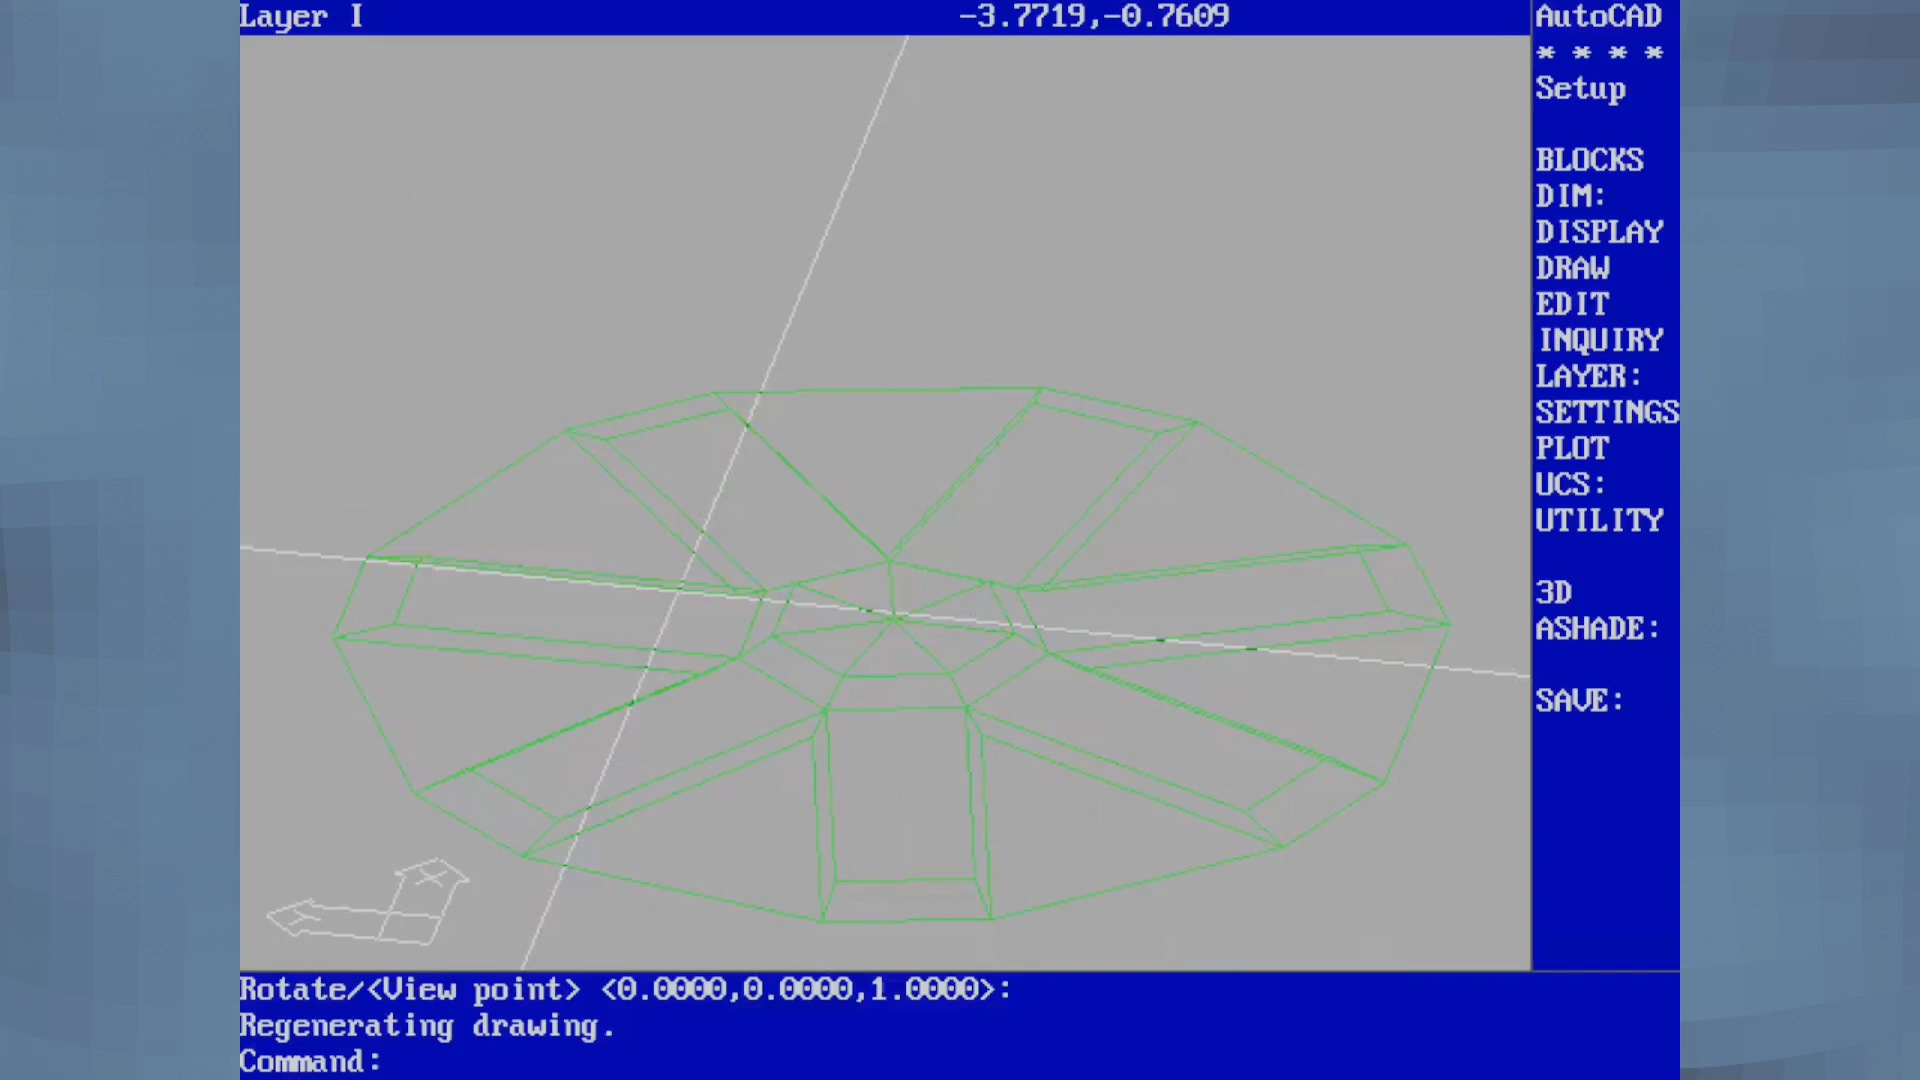 Layer I
-3.7719,-0.7609
AutoCAD
* * * *
Setup
BLOCKS
DIM:
DISPLAY
DRAW
EDIT
INQUIRY
LAYER:
SETTINGS
PLOT
UCS:
UTILITY
3D
ASHADE:
SAVE:
X
Y
Rotate/<View point> <0.0000,0.0000,1.0000>:
Regenerating drawing.
Command: